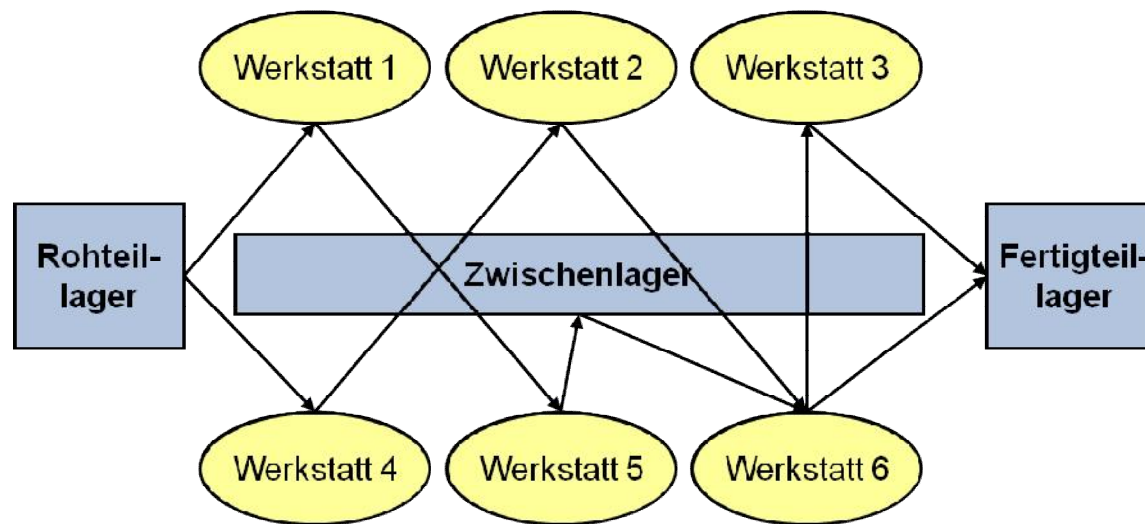 Werkstatt 1
Werkstatt 2
Werkstatt 3
Rohteil-
lager
Zwischenlager
Fertigteil-
lager
Werkstatt 4
Werkstatt 5
Werkstatt 6